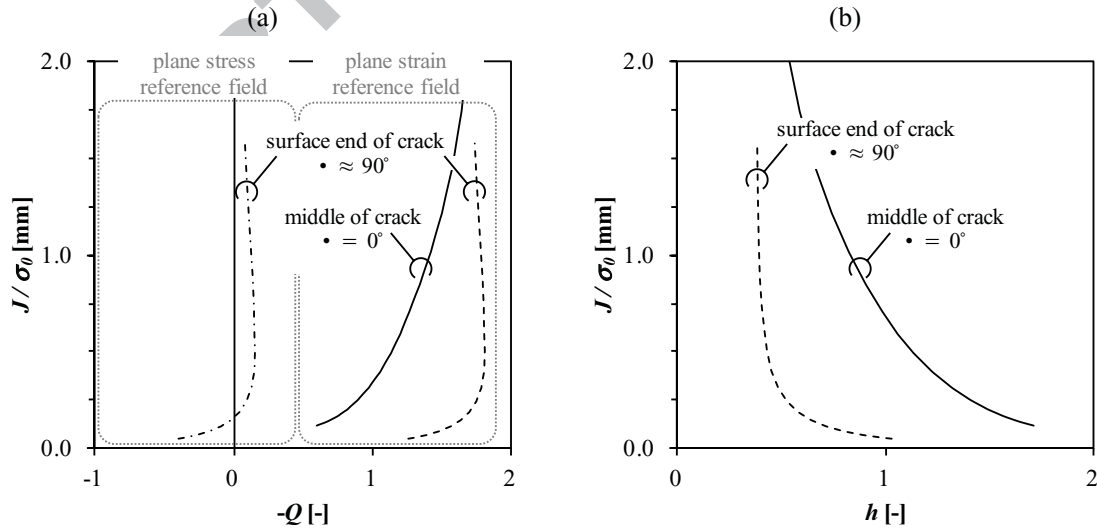 (a)
plane stress
reference field
plane strain
reference field
surface end of crack
• ≈ 90°
middle of crack
• = 0°
2.0
1.0
0.0
J / σ0 [mm]
-1
0
1
2
-Q [-]
(b)
surface end of crack
• ≈ 90°
middle of crack
• = 0°
2.0
1.0
0.0
J / σ0 [mm]
0
1
2
h [-]